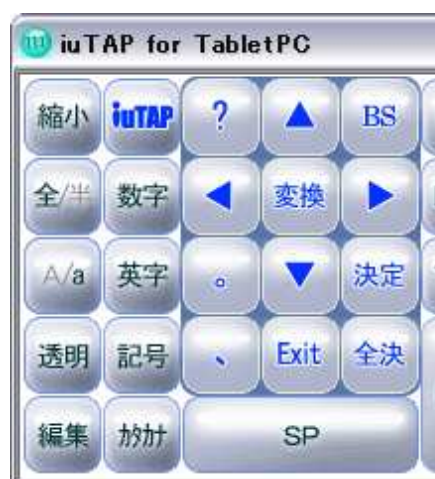 iuTAP for TabletPC
縮小 iuTAP ? ▲ BS
全/半 数字 ◀ 変換 ▶
A/a 英字 。 ▼ 決定
透明 記号 、 Exit 全決
編集 ｶﾀｶﾅ SP